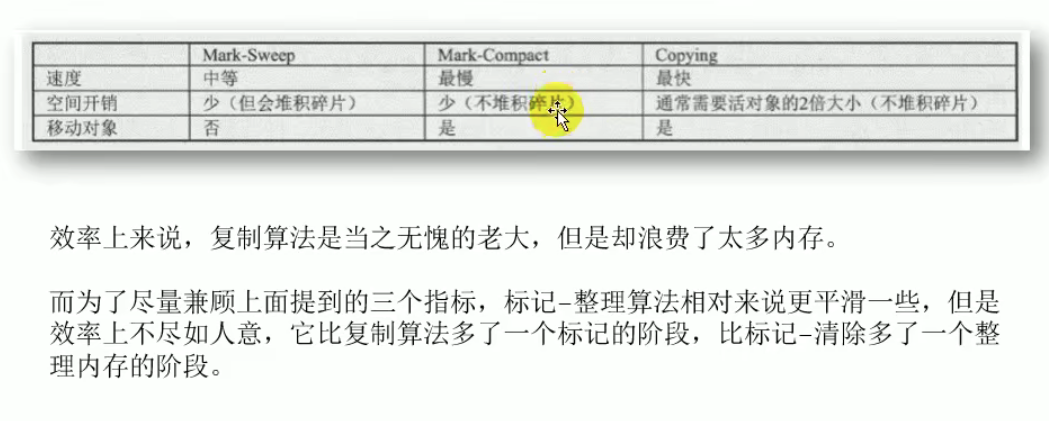 Mark-Sweep Mark-Compact Copying
速度 中等 最慢 最快
空间开销 少（但会堆积碎片） 少（不堆积碎片） 通常需要活对象的2倍大小（不堆积碎片）
移动对象 否 是 是
效率上来说，复制算法是当之无愧的老大，但是却浪费了太多内存。
而为了尽量兼顾上面提到的三个指标，标记-整理算法相对来说更平滑一些，但是
效率上不尽如人意，它比复制算法多了一个标记的阶段，比标记-清除多了一个整
理内存的阶段。